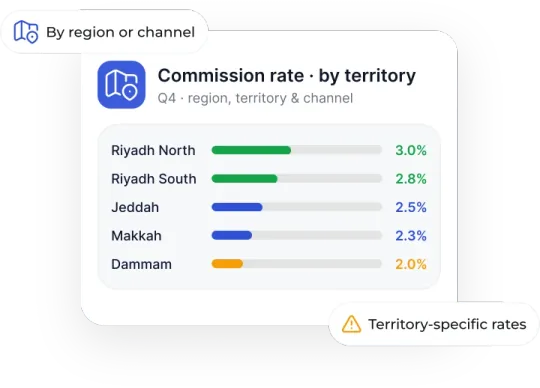 By region or channel
Commission rate · by territory
Q4 · region, territory & channel
Riyadh North 3.0%
Riyadh South 2.8%
Jeddah 2.5%
Makkah 2.3%
Dammam 2.0%
Territory-specific rates